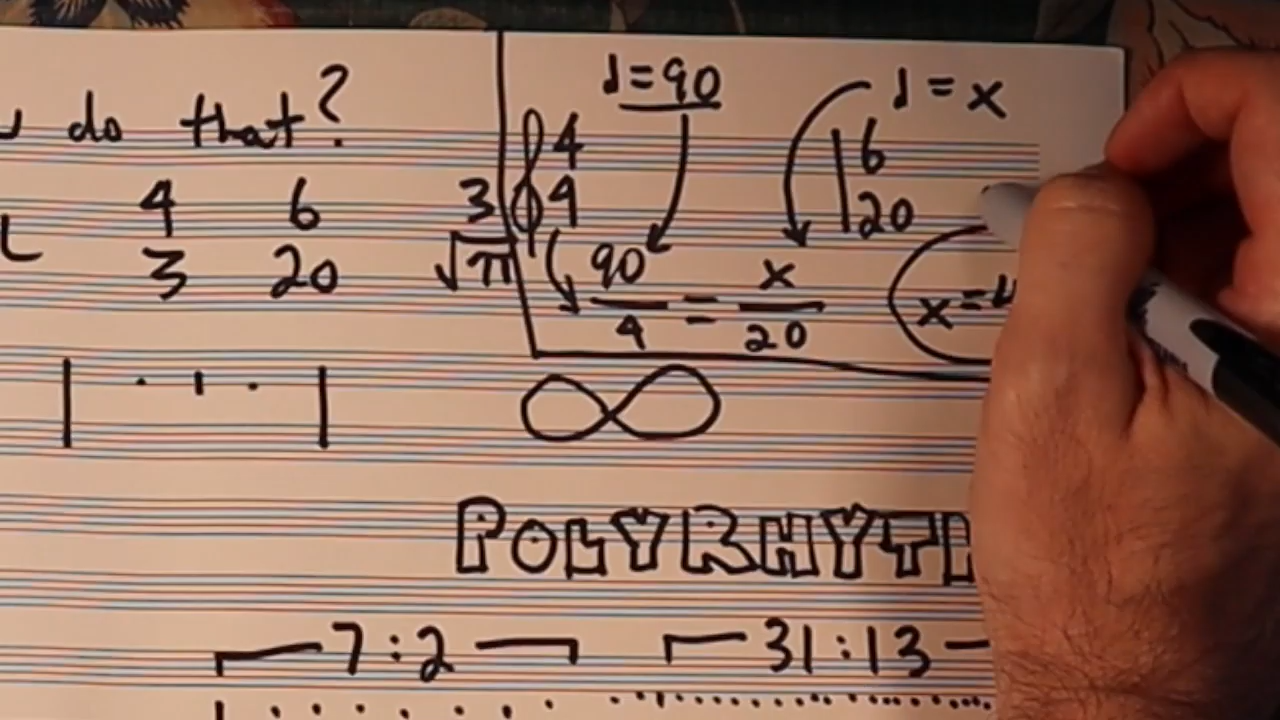 do that?
4 6 3
3 20 √π
♩=90 ♩=x
4 6
4 20
90 = x
4 20
x=
∞
POLYRHYT
7:2 31:13